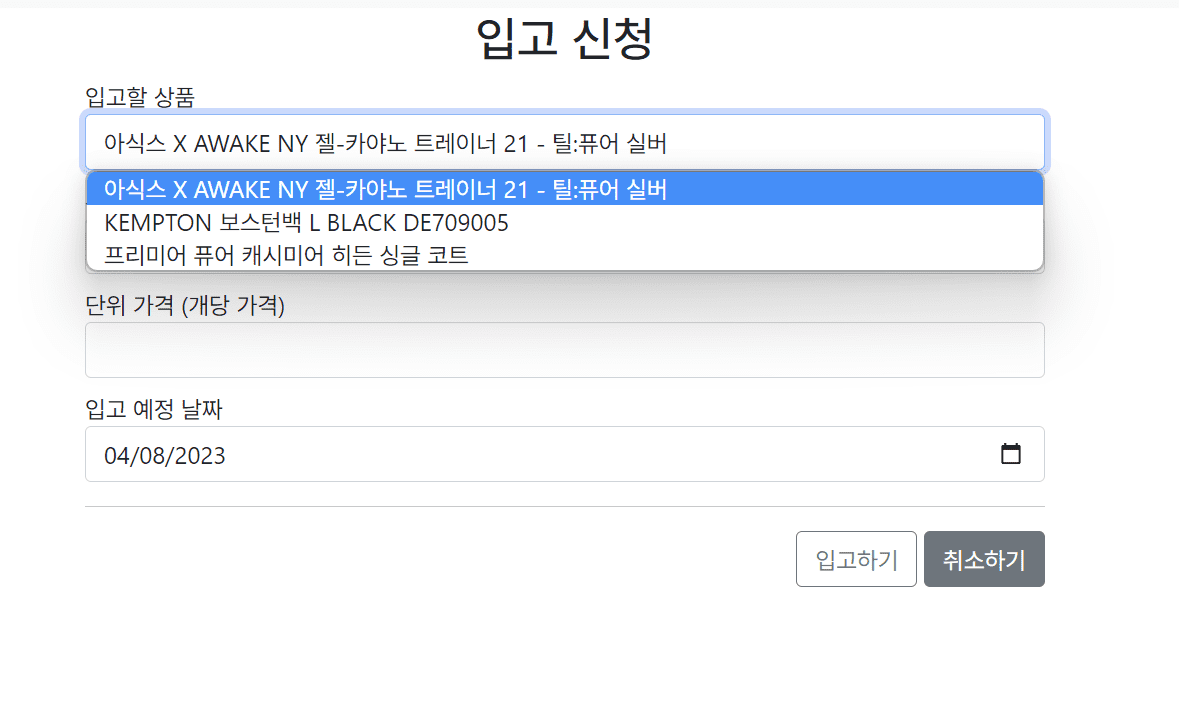 입고 신청
입고할 상품
아식스 X AWAKE NY 젤-카야노 트레이너 21 - 틸:퓨어 실버
아식스 X AWAKE NY 젤-카야노 트레이너 21 - 틸:퓨어 실버
KEMPTON 보스턴백 L BLACK DE709005
프리미어 퓨어 캐시미어 히든 싱글 코트
단위 가격 (개당 가격)
입고 예정 날짜
04/08/2023
입고하기 취소하기